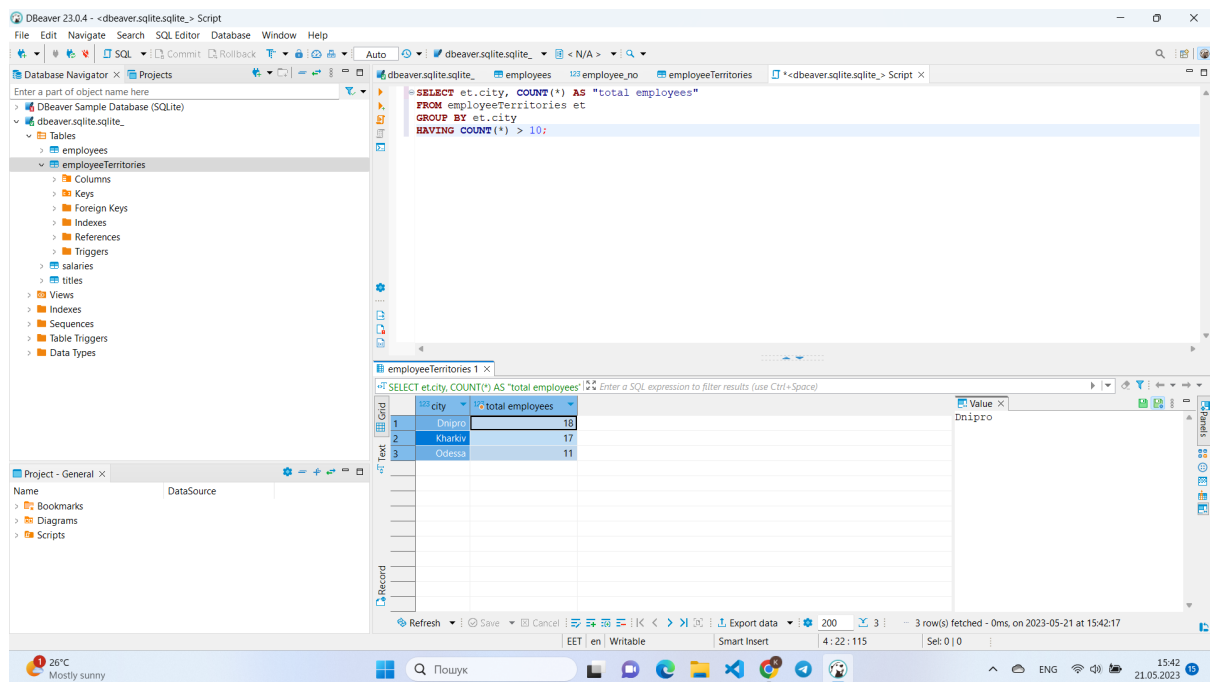 DBeaver 23.0.4 - <dbeaver.sqlite.sqlite_> Script
File Edit Navigate Search SQL Editor Database Window Help
SQL Commit Rollback Auto dbeaver.sqlite.sqlite_ < N/A >
Database Navigator Projects
Enter a part of object name here
DBeaver Sample Database (SQLite)
dbeaver.sqlite.sqlite_
Tables
employees
employeeTerritories
Columns
Keys
Foreign Keys
Indexes
References
Triggers
salaries
titles
Views
Indexes
Sequences
Table Triggers
Data Types
Project - General
Name DataSource
Bookmarks
Diagrams
Scripts
dbeaver.sqlite.sqlite_ employees 123 employee_no employeeTerritories *<dbeaver.sqlite.sqlite_> Script
SELECT et.city, COUNT(*) AS "total employees"
FROM employeeTerritories et
GROUP BY et.city
HAVING COUNT(*) > 10;
employeeTerritories 1
SELECT et.city, COUNT(*) AS "total employees" Enter a SQL expression to filter results (use Ctrl+Space)
Grid
Text
Record
123 city 123 total employees
1 Dnipro 18
2 Kharkiv 17
3 Odessa 11
Value
Dnipro
Panels
Refresh Save Cancel Export data 200 3 3 row(s) fetched - 0ms, on 2023-05-21 at 15:42:17
EET en Writable Smart Insert 4 : 22 : 115 Sel: 0 | 0
1 26°C
Mostly sunny
Пошук
K
ENG
15:42
21.05.2023
15